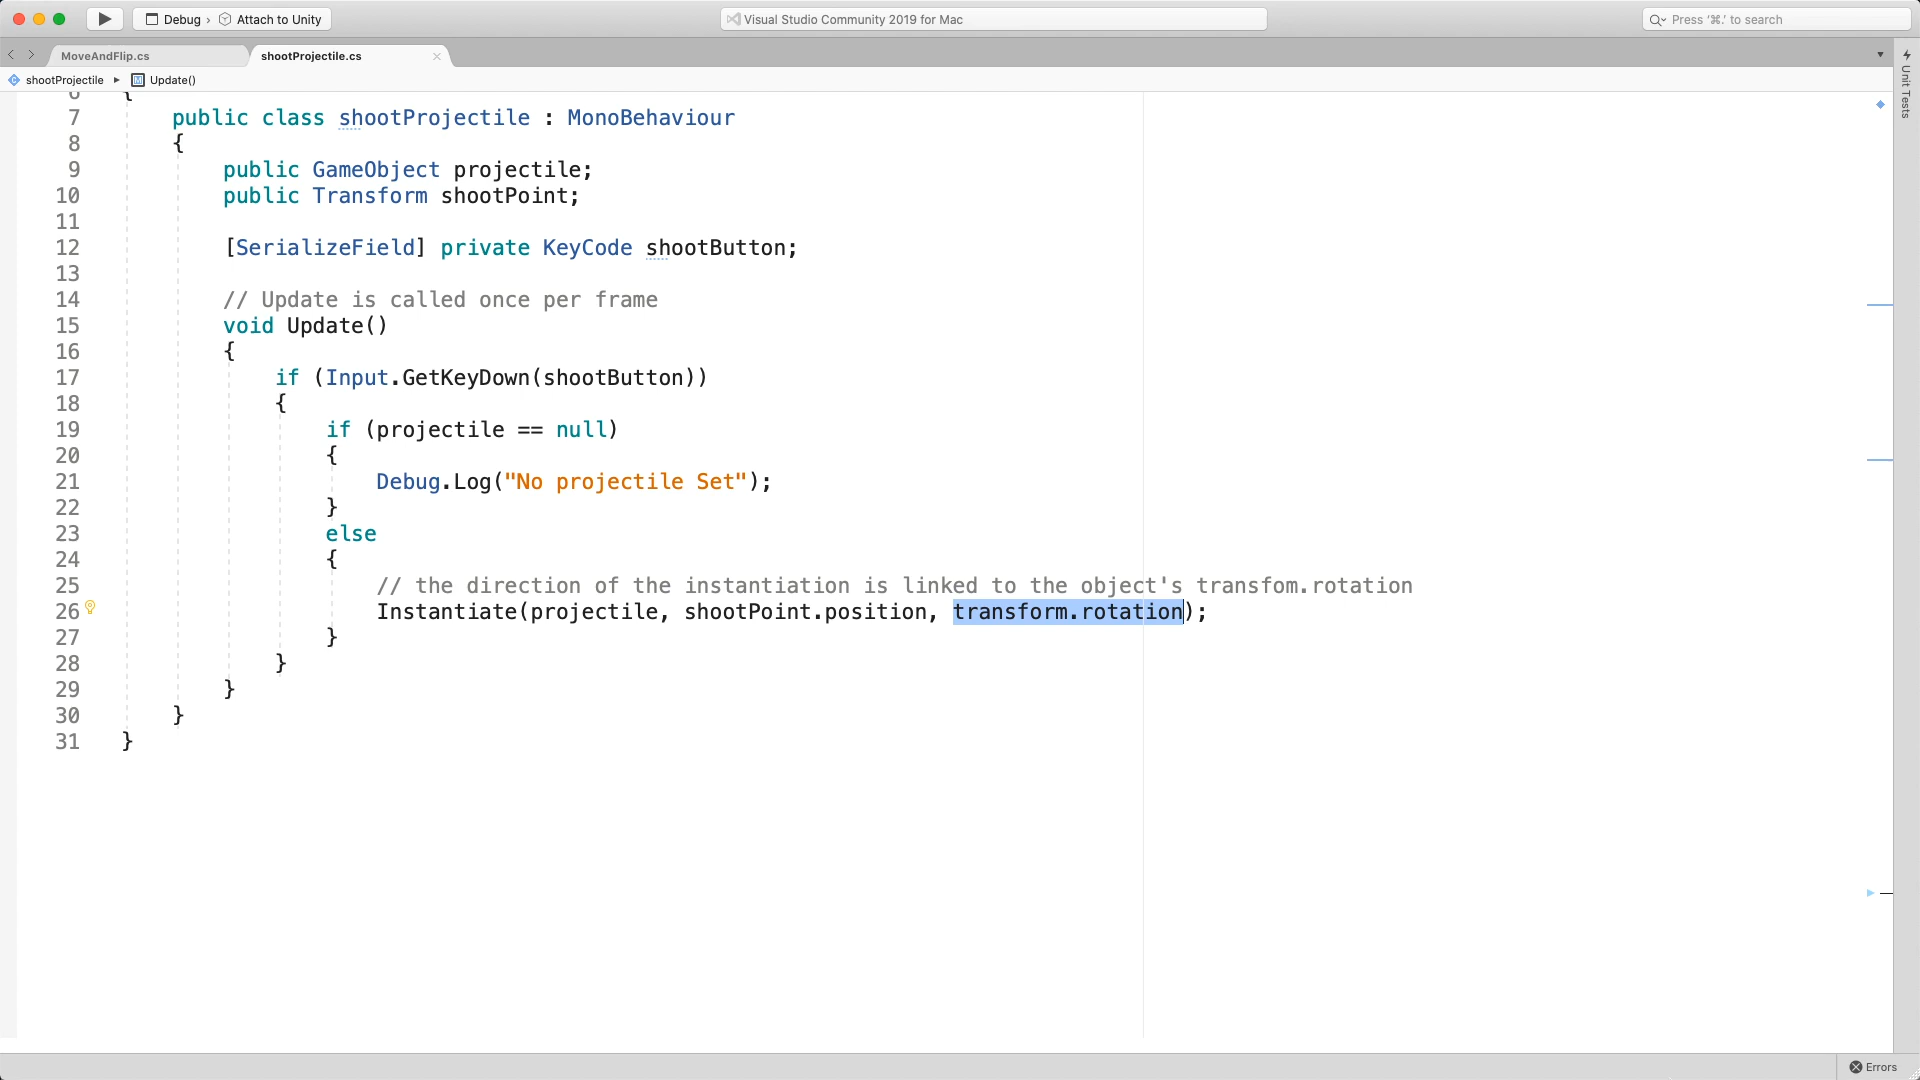 Debug › Attach to Unity
Visual Studio Community 2019 for Mac
Press '⌘.' to search
MoveAndFlip.cs
shootProjectile.cs
Unit Tests
shootProjectile ▸ Update()
6 {
7 public class shootProjectile : MonoBehaviour
8 {
9 public GameObject projectile;
10 public Transform shootPoint;
11
12 [SerializeField] private KeyCode shootButton;
13
14 // Update is called once per frame
15 void Update()
16 {
17 if (Input.GetKeyDown(shootButton))
18 {
19 if (projectile == null)
20 {
21 Debug.Log("No projectile Set");
22 }
23 else
24 {
25 // the direction of the instantiation is linked to the object's transfom.rotation
26 Instantiate(projectile, shootPoint.position, transform.rotation);
27 }
28 }
29 }
30 }
31 }
Errors